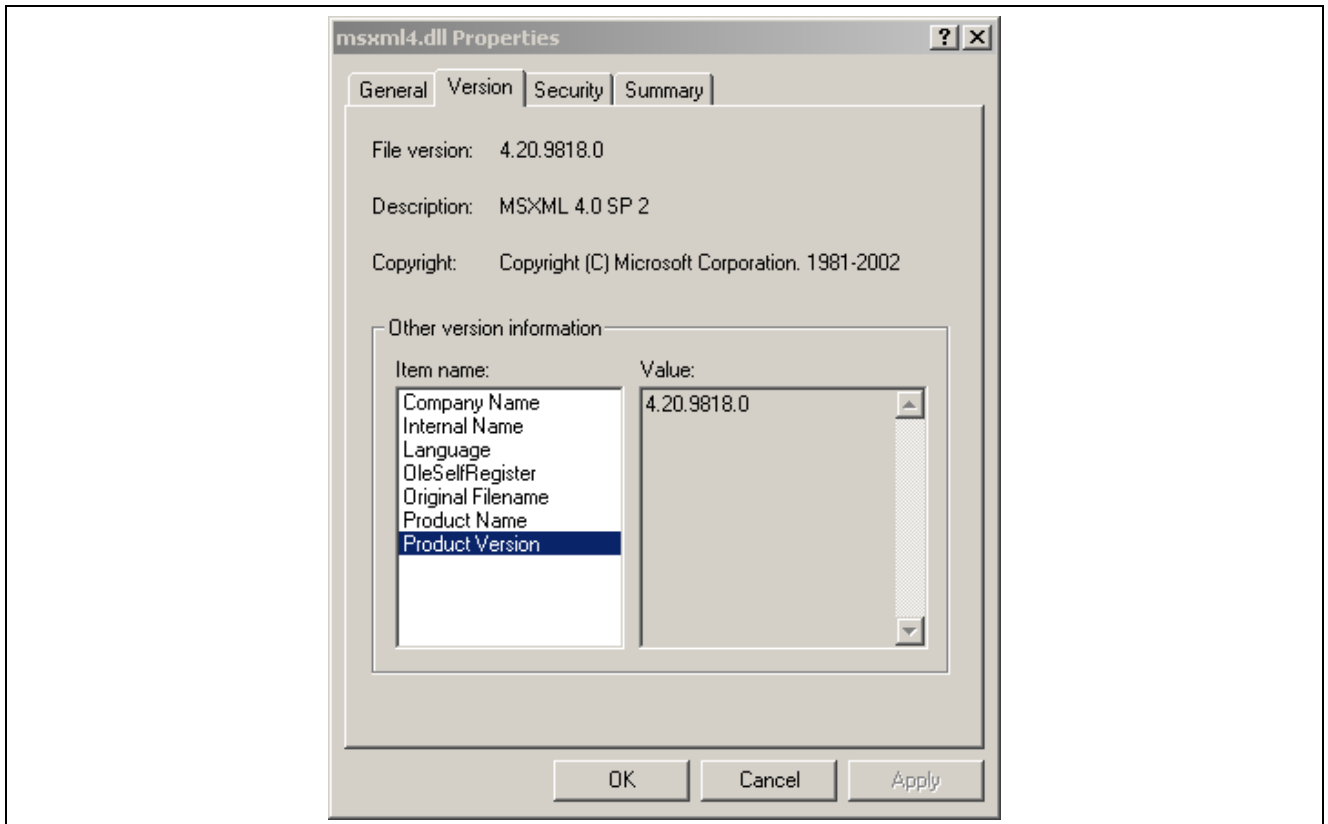 msxml4.dll Properties
General Version Security Summary
File version: 4.20.9818.0
Description: MSXML 4.0 SP 2
Copyright: Copyright (C) Microsoft Corporation. 1981-2002
Other version information
Item name: Value:
Company Name 4.20.9818.0
Internal Name
Language
OleSelfRegister
Original Filename
Product Name
Product Version
OK Cancel Apply